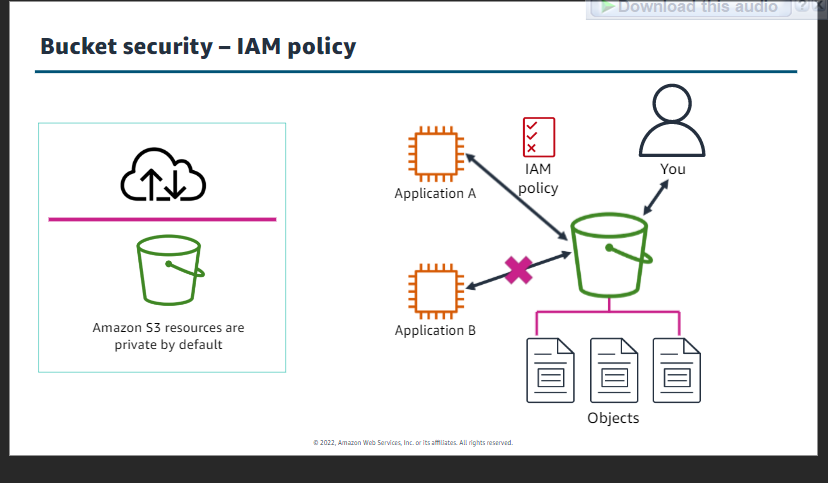 Download this audio
?
Bucket security – IAM policy
Amazon S3 resources are
private by default
Application A
IAM
policy
You
Application B
Objects
© 2022, Amazon Web Services, Inc. or its affiliates. All rights reserved.